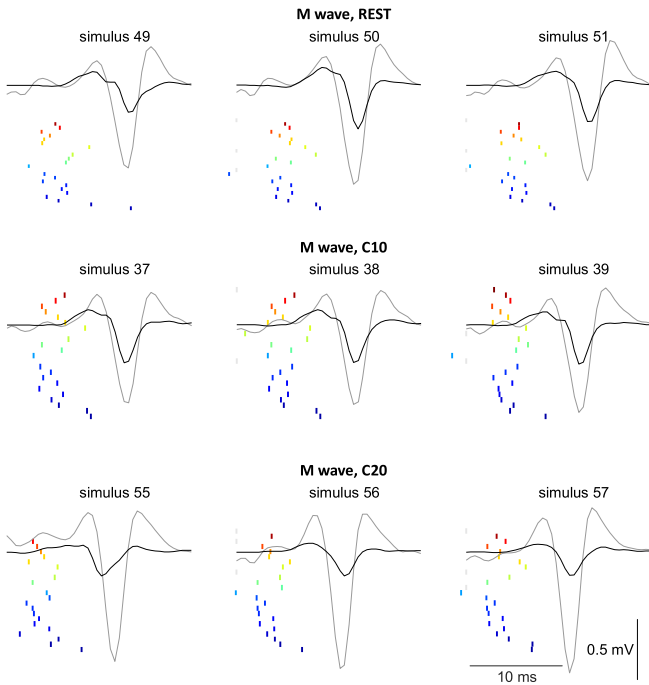 M wave, REST
simulus 49
simulus 50
simulus 51
M wave, C10
simulus 37
simulus 38
simulus 39
M wave, C20
simulus 55
simulus 56
simulus 57
0.5 mV
10 ms